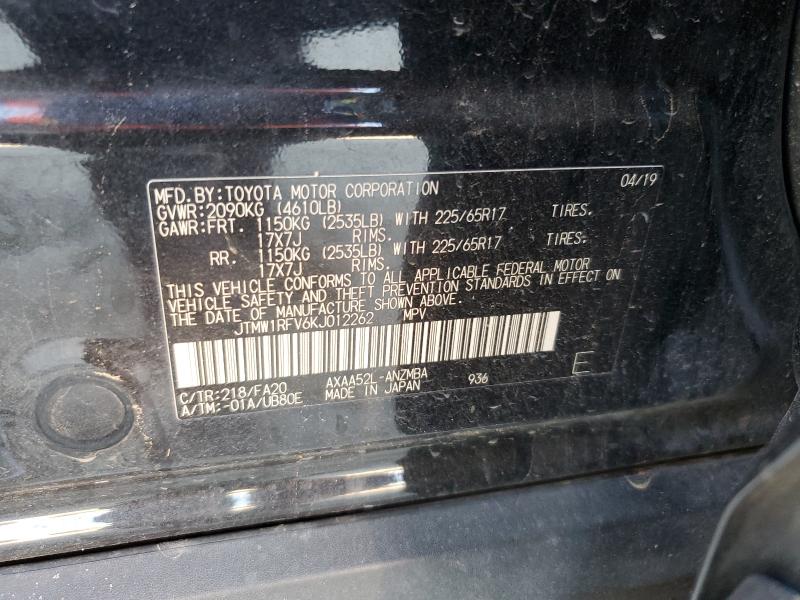 MFD.BY:TOYOTA MOTOR CORPORATION 04/19
GVWR:2090KG (4610LB)
GAWR:FRT. 1150KG (2535LB) WITH 225/65R17 TIRES.
17X7J RIMS.
RR. 1150KG (2535LB) WITH 225/65R17 TIRES.
17X7J RIMS.
THIS VEHICLE CONFORMS TO ALL APPLICABLE FEDERAL MOTOR
VEHICLE SAFETY AND THEFT PREVENTION STANDARDS IN EFFECT ON
THE DATE OF MANUFACTURE SHOWN ABOVE.
JTMW1RFV6KJ012262 MPV
C/TR:218/FA20 AXAA52L-ANZMBA 936 E
A/TM:-01A/UB80E MADE IN JAPAN